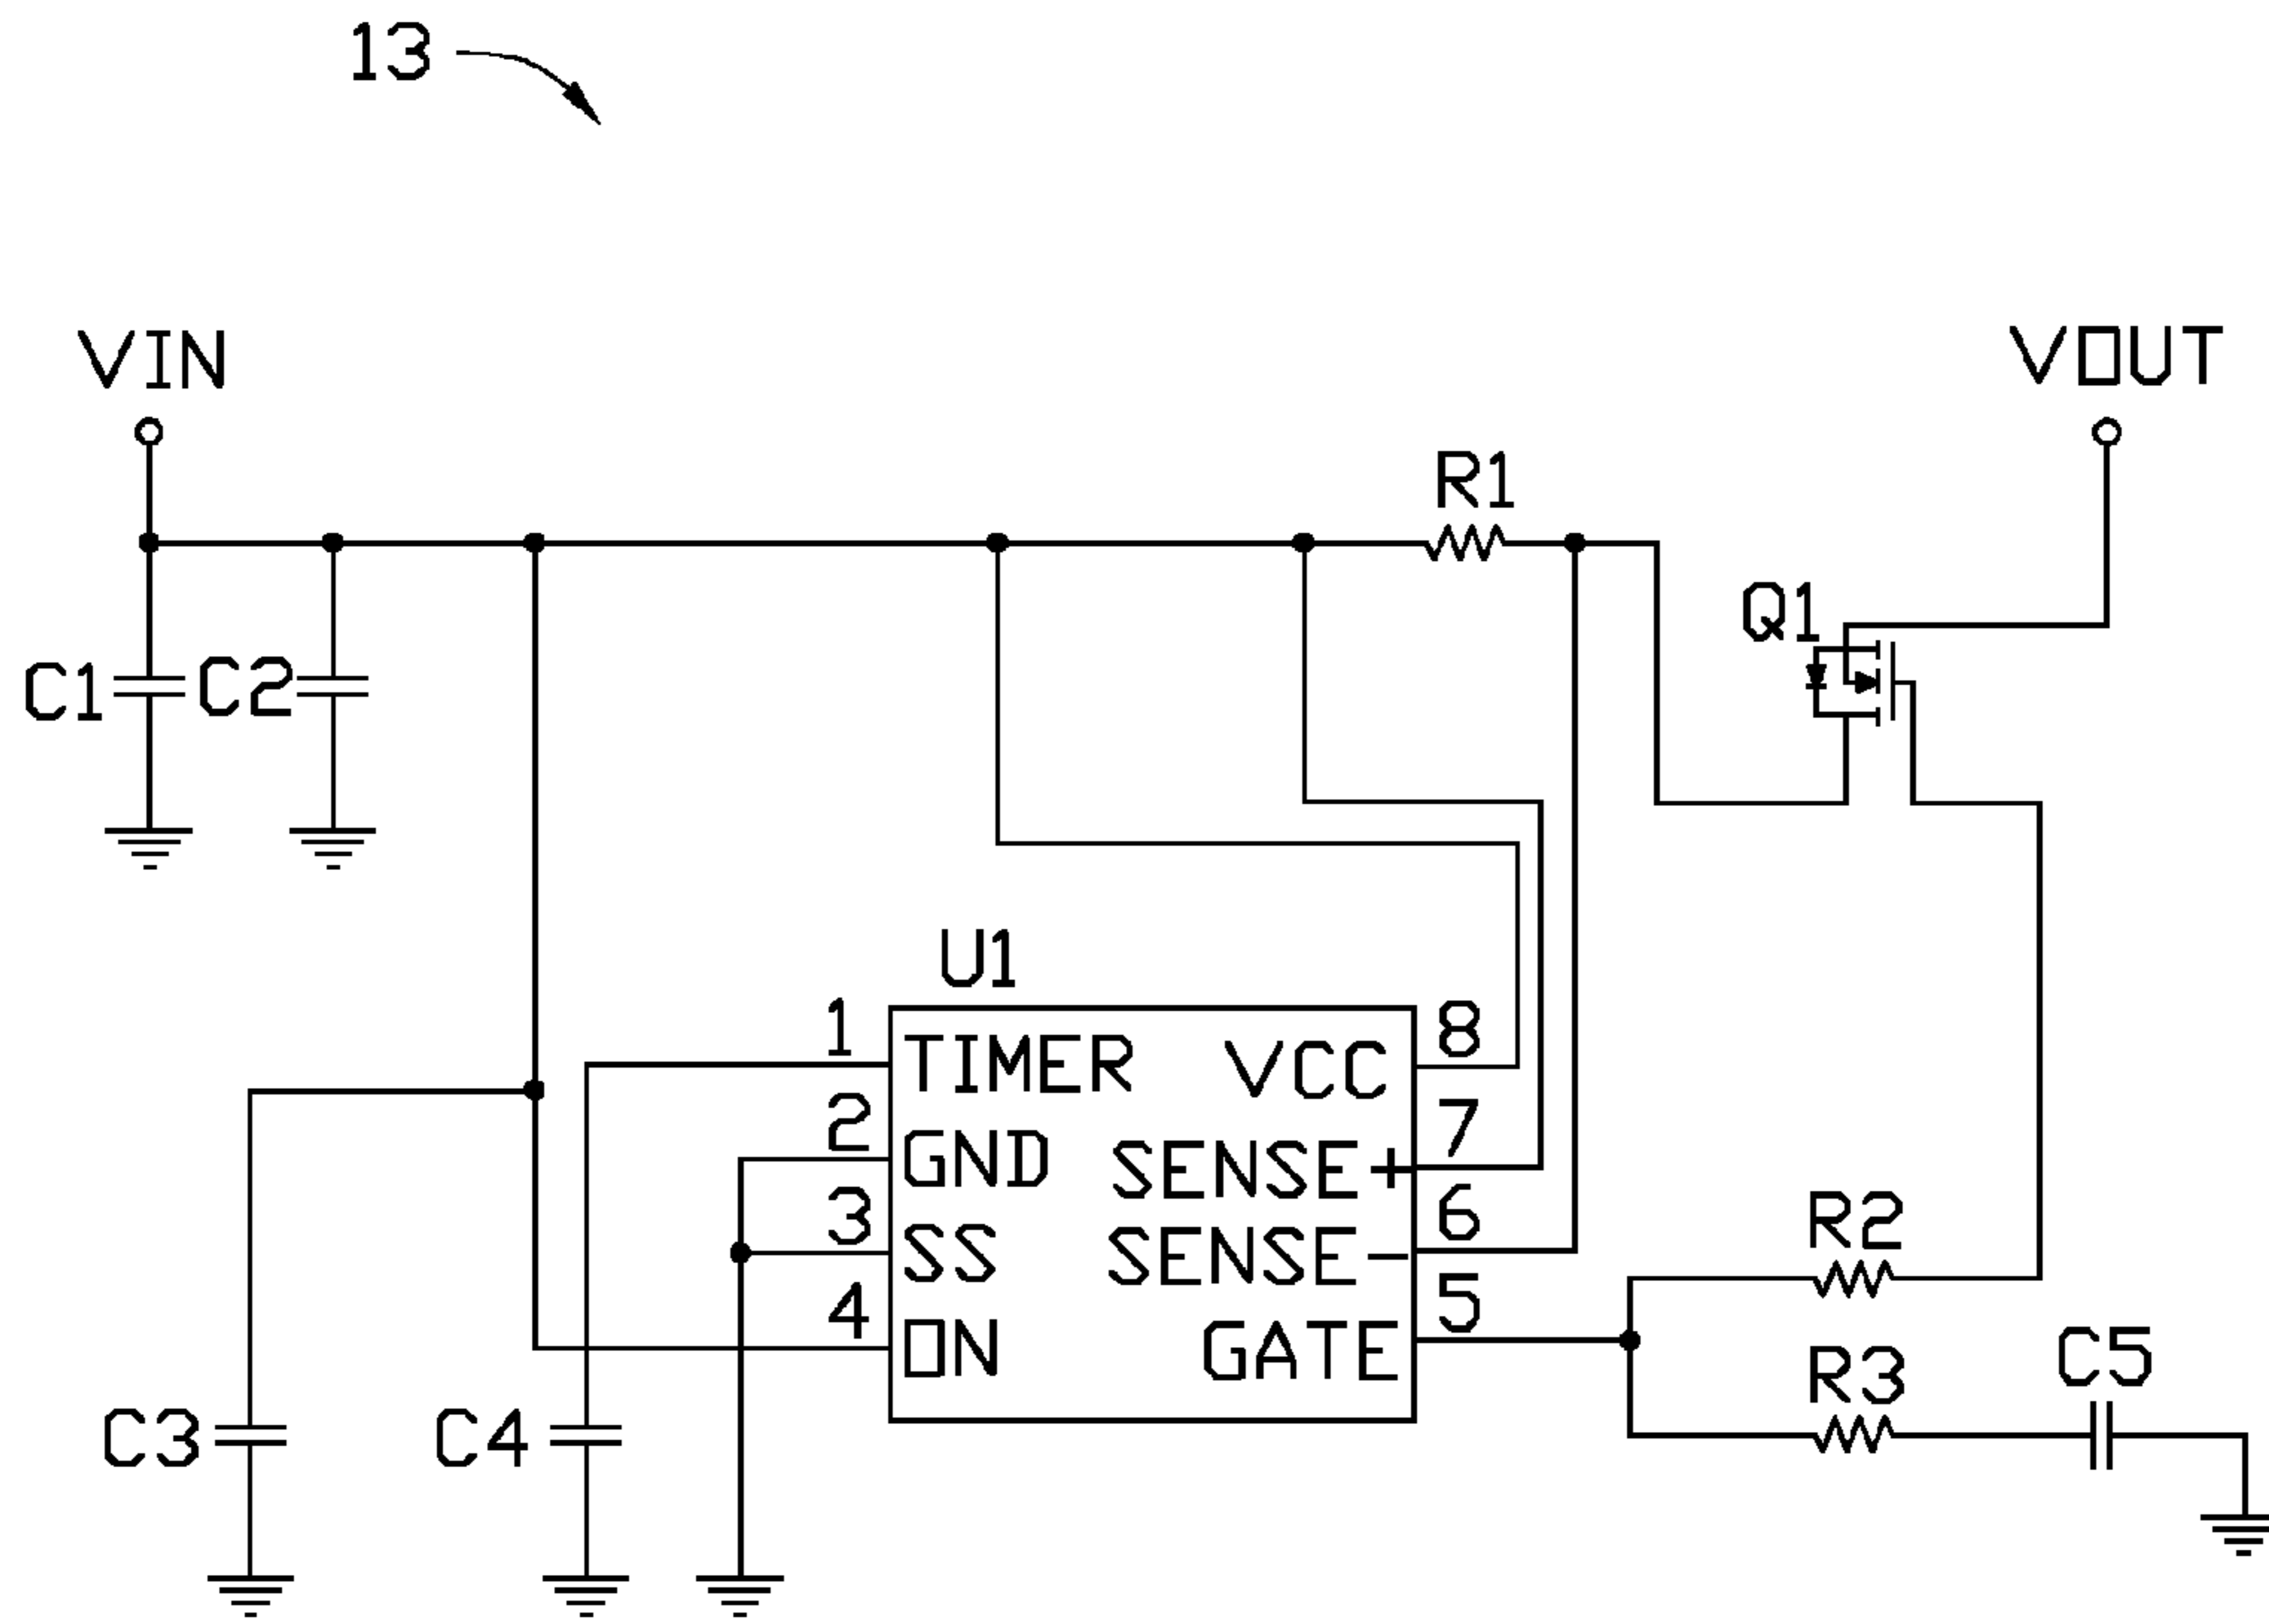 13
VIN
VOUT
R1
Q1
C1
C2
U1
1
TIMER
VCC
8
2
GND
SENSE+
7
3
SS
SENSE-
6
4
ON
GATE
5
R2
R3
C5
C3
C4